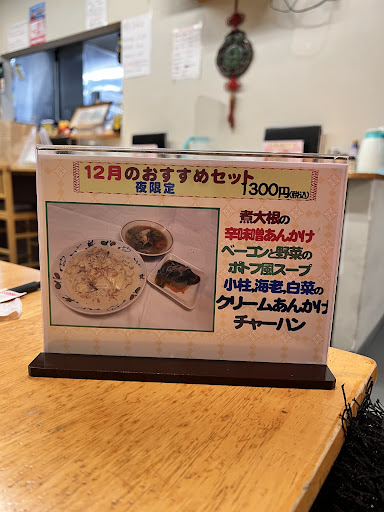 12月のおすすめセット
夜限定 1300円(税込)
煮大根の
辛味噌あんかけ
ベーコンと野菜の
ポトフ風スープ
小柱,海老,白菜の
クリームあんかけ
チャーハン